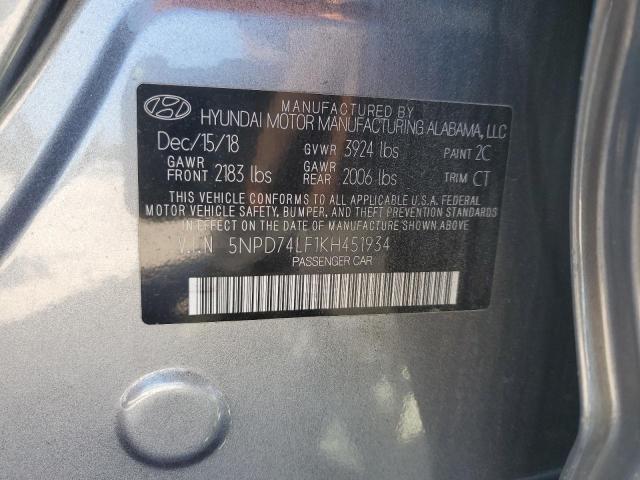 MANUFACTURED BY
HYUNDAI MOTOR MANUFACTURING ALABAMA, LLC
Dec/15/18 GVWR 3924 lbs PAINT 2C
GAWR FRONT 2183 lbs GAWR REAR 2006 lbs TRIM CT
THIS VEHICLE CONFORMS TO ALL APPLICABLE U.S.A. FEDERAL
MOTOR VEHICLE SAFETY, BUMPER, AND THEFT PREVENTION
STANDARDS IN EFFECT ON THE DATE OF MANUFACTURE SHOWN ABOVE.
V.I.N 5NPD74LF1KH451934
PASSENGER CAR